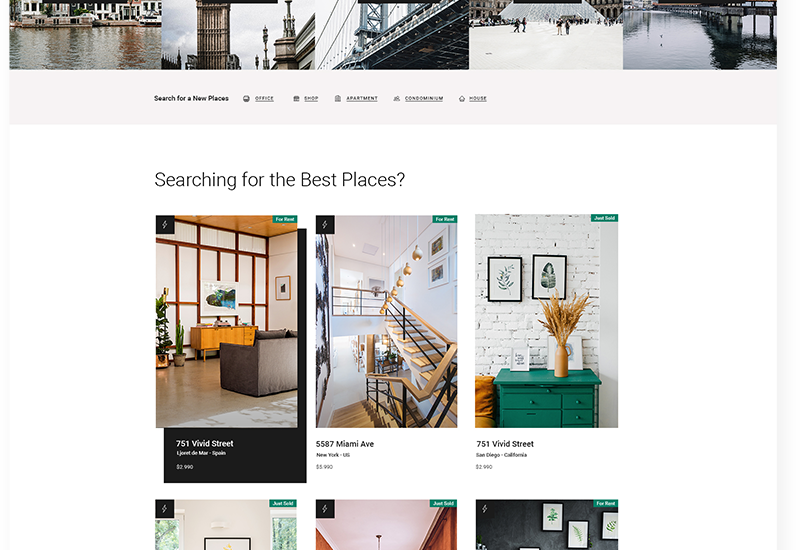 Search for a New Places
OFFICE
SHOP
APARTMENT
CONDOMINIUM
HOUSE
Searching for the Best Places?
For Rent
For Rent
Just Sold
751 Vivid Street
Ljoret de Mar - Spain
$2.990
5587 Miami Ave
New York - US
$5.990
751 Vivid Street
San Diego - California
$2.990
Just Sold
Just Sold
For Rent